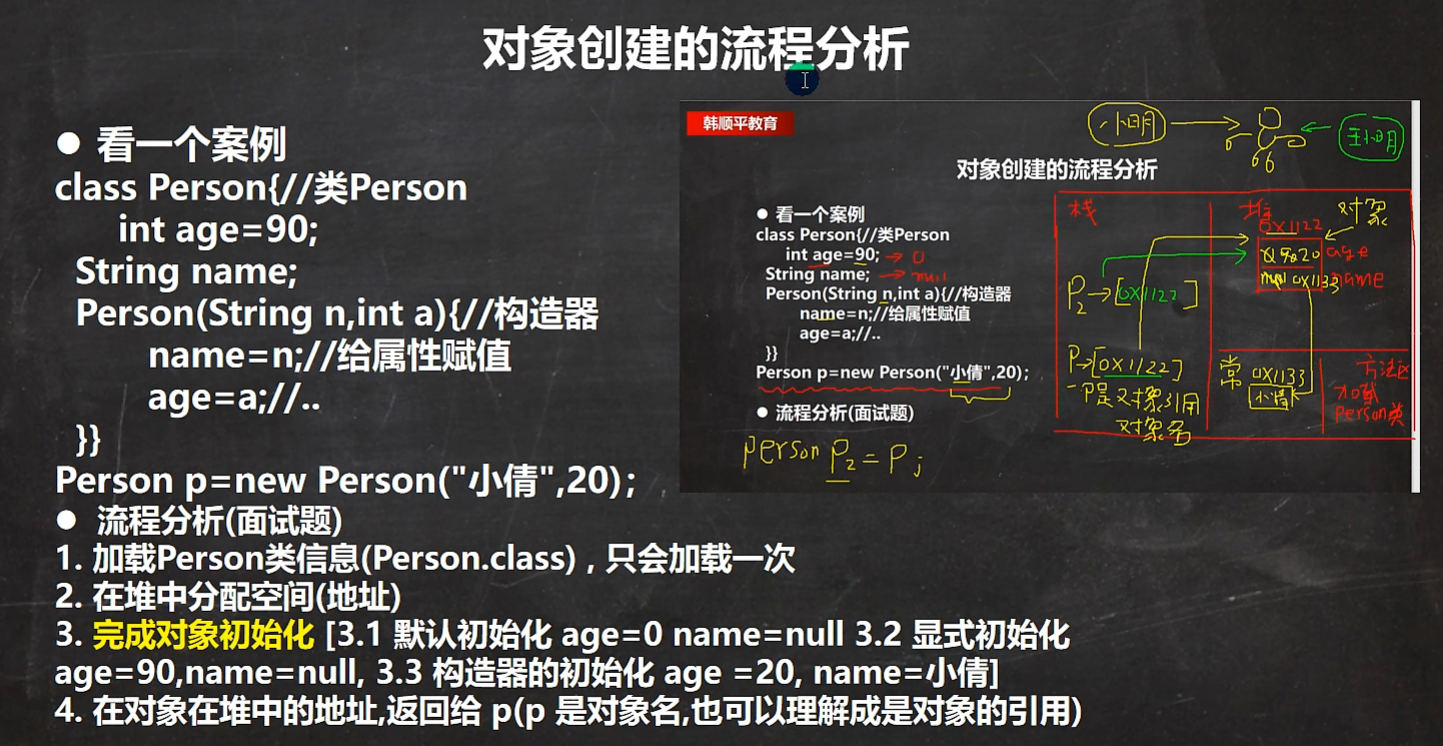 对象创建的流程分析
● 看一个案例
class Person{//类Person
int age=90;
String name;
Person(String n,int a){//构造器
name=n;//给属性赋值
age=a;//..
}}
Person p=new Person("小倩",20);
● 流程分析(面试题)
1. 加载Person类信息(Person.class) , 只会加载一次
2. 在堆中分配空间(地址)
3. 完成对象初始化 [3.1 默认初始化 age=0 name=null 3.2 显式初始化
age=90,name=null, 3.3 构造器的初始化 age =20, name=小倩]
4. 在对象在堆中的地址,返回给 p(p 是对象名,也可以理解成是对象的引用)
韩顺平教育
小明
王小明
对象创建的流程分析
● 看一个案例
class Person{//类Person
int age=90; → 0
String name; → null
Person(String n,int a){//构造器
name=n;//给属性赋值
age=a;//..
}}
Person p=new Person("小倩",20);
● 流程分析(面试题)
person P2 = P;
栈
堆
对象
0X1122
20 age
null 0X1133 name
P2→[0X1122]
P→[0X1122]
P是对象引用
对象名
常
0X1133
小倩
方法区
加载
Person类